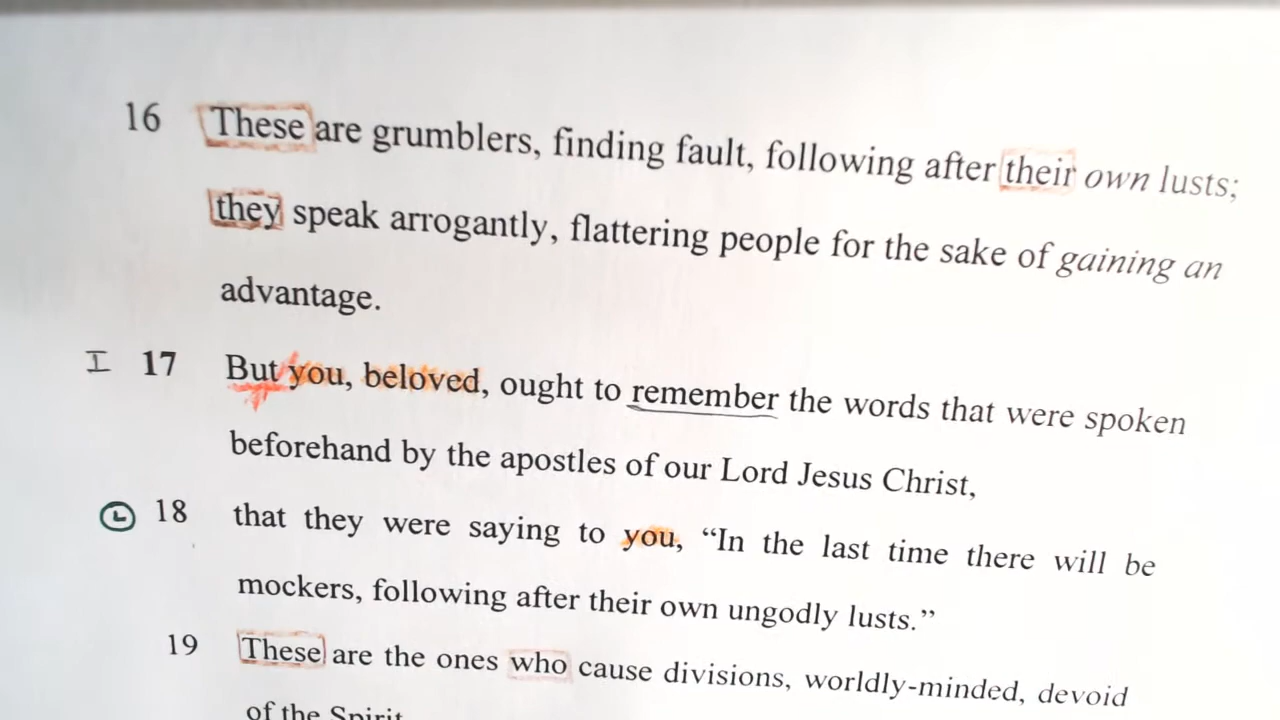 16 These are grumblers, finding fault, following after their own lusts;
they speak arrogantly, flattering people for the sake of gaining an
advantage.
I 17 But you, beloved, ought to remember the words that were spoken
beforehand by the apostles of our Lord Jesus Christ,
18 that they were saying to you, “In the last time there will be
mockers, following after their own ungodly lusts.”
19 These are the ones who cause divisions, worldly-minded, devoid
of the Spirit